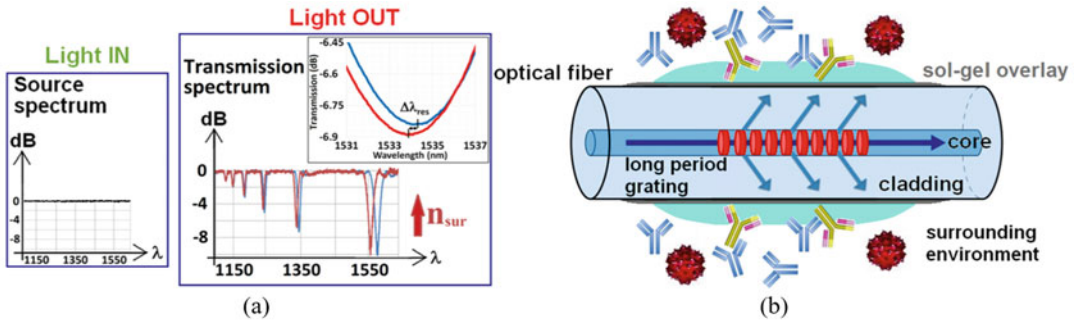 Light IN
Source
spectrum
dB
0
-4
-8
1150 1350 1550
λ
Light OUT
Transmission
spectrum
dB
0
-4
-8
1150 1350 1550
λ
n sur
Transmission (dB)
-6.45
-6.6
-6.75
-6.9
Δλres
1531 1533 1535 1537
Wavelength (nm)
(a)
optical fiber
sol-gel overlay
core
long period
grating
cladding
surrounding
environment
(b)